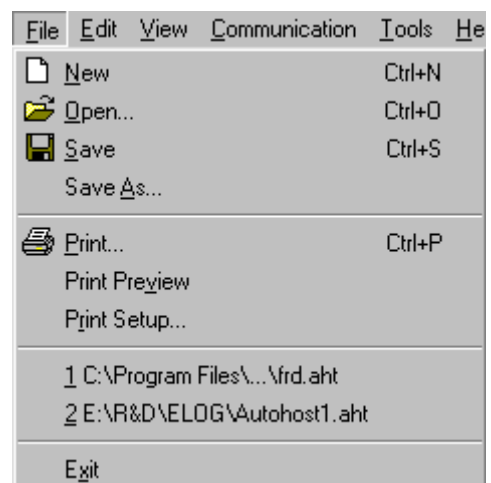 File Edit View Communication Tools He
New Ctrl+N
Open... Ctrl+O
Save Ctrl+S
Save As...
Print... Ctrl+P
Print Preview
Print Setup...
1 C:\Program Files\...\frd.aht
2 E:\R&D\ELOG\Autohost1.aht
Exit